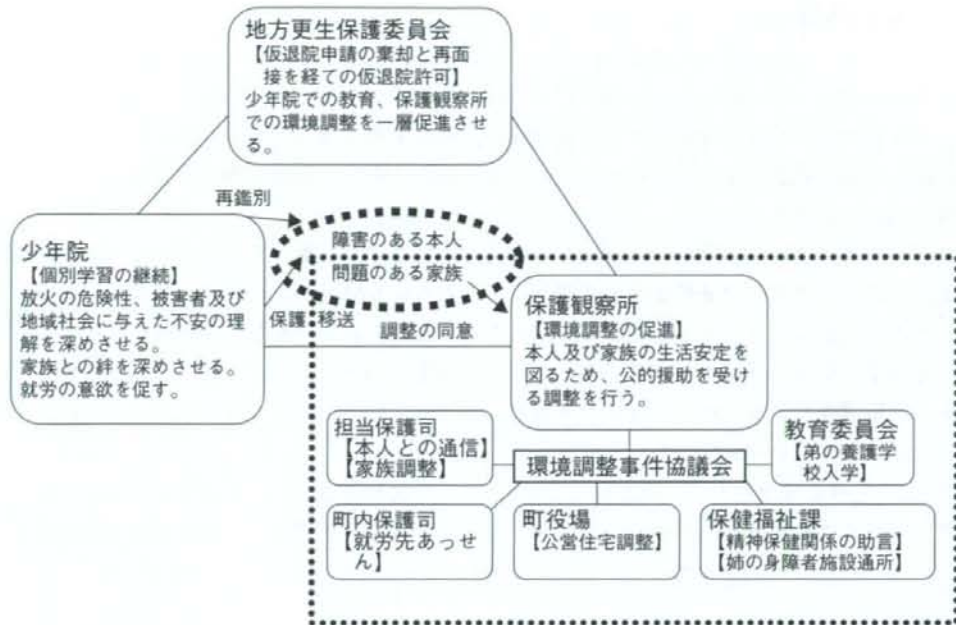 地方更生保護委員会
【仮退院申請の棄却と再面
接を経ての仮退院許可】
少年院での教育、保護観察所
での環境調整を一層促進させ
る。
再鑑別
障害のある本人
問題のある家族
少年院
【個別学習の継続】
放火の危険性、被害者及び
地域社会に与えた不安の理
解を深めさせる。
家族との絆を深めさせる。
就労の意欲を促す。
保護
移送
調整の同意
保護観察所
【環境調整の促進】
本人及び家族の生活安定を
図るため、公的援助を受け
る調整を行う。
担当保護司
【本人との通信】
【家族調整】
環境調整事件協議会
教育委員会
【弟の養護学
校入学】
町内保護司
【就労先あっせ
ん】
町役場
【公営住宅調整】
保健福祉課
【精神保健関係の助言】
【姉の身障者施設通所】